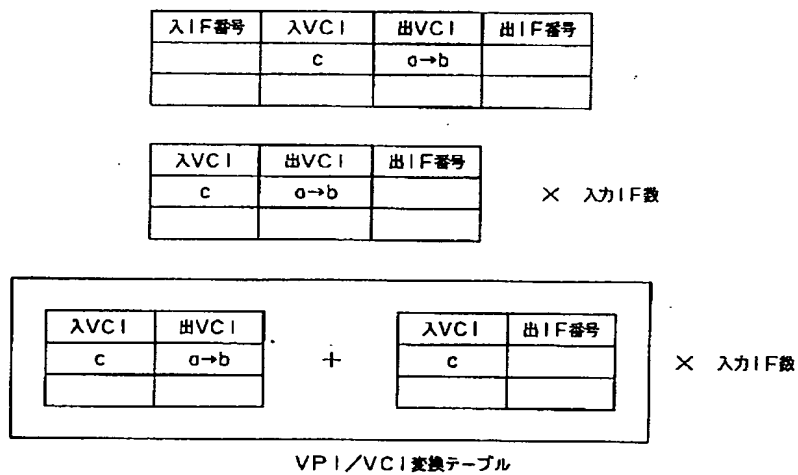 入IF番号 入VCI 出VCI 出IF番号
c a→b
入VCI 出VCI 出IF番号
c a→b × 入力IF数
入VCI 出VCI 入VCI 出IF番号
c a→b + c × 入力IF数
VPI/VCI変換テーブル